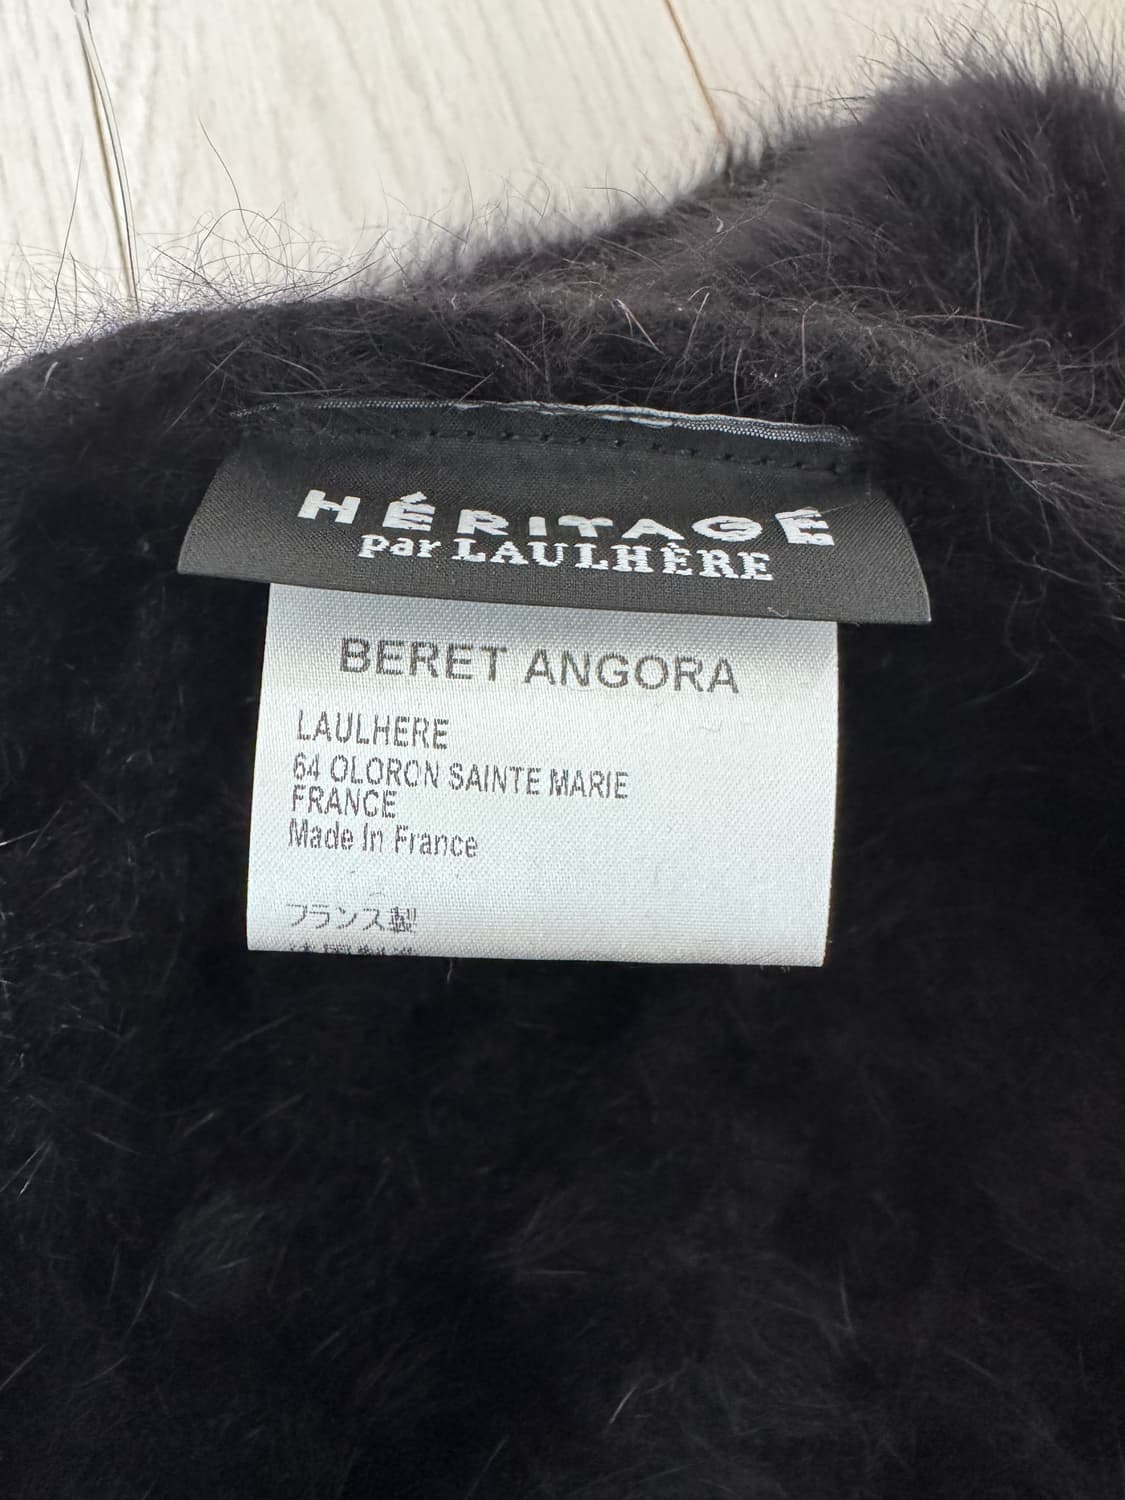 HÉRITAGE
par LAULHÈRE
BERET ANGORA
LAULHERE
64 OLORON SAINTE MARIE
FRANCE
Made In France
フランス製